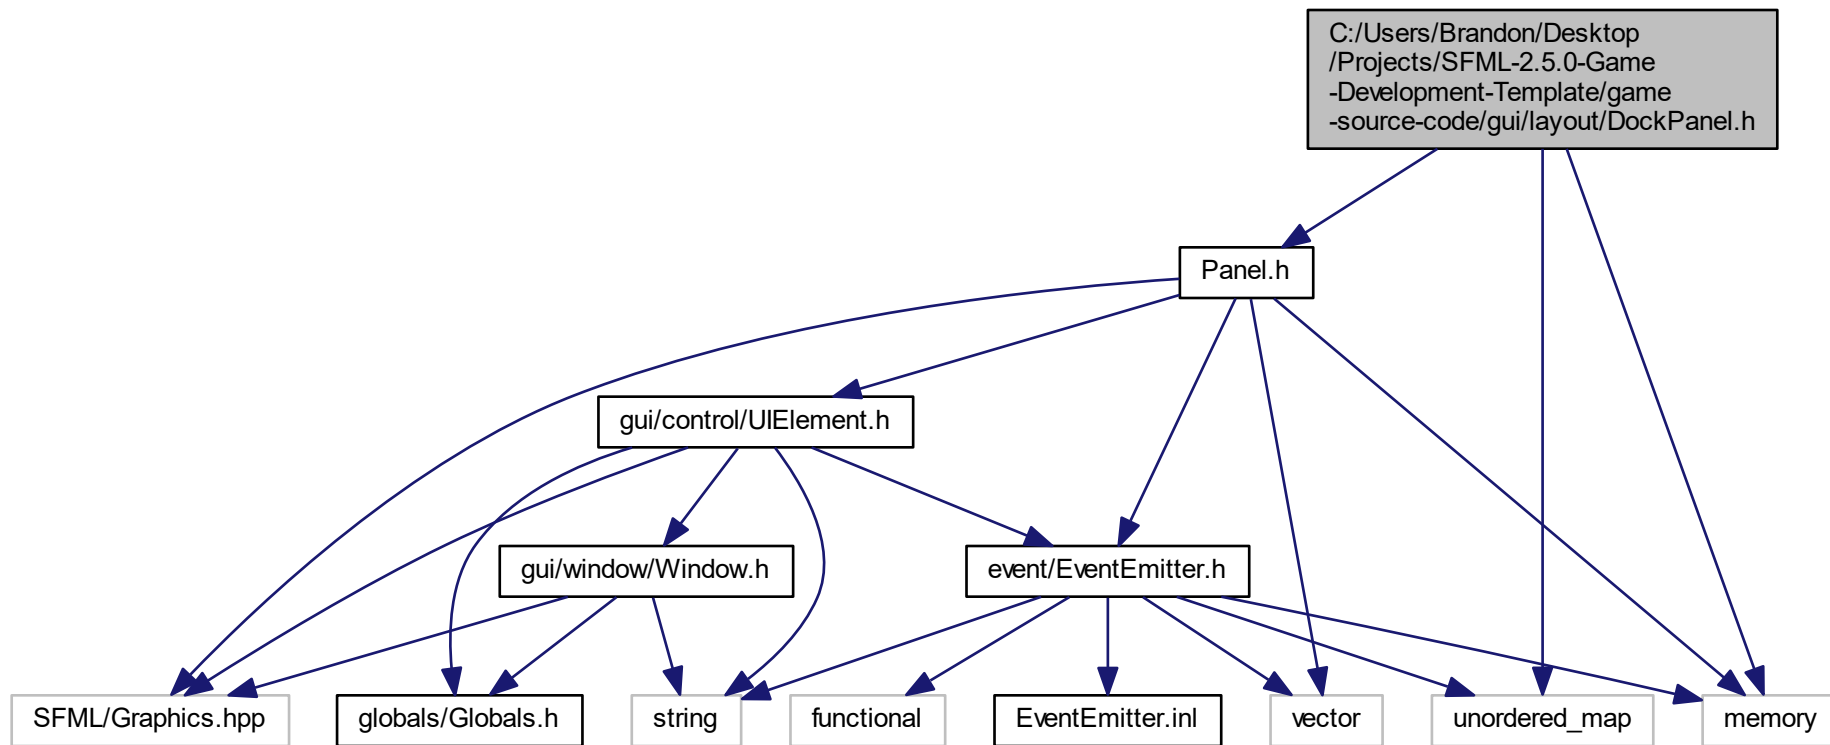 C:/Users/Brandon/Desktop
/Projects/SFML-2.5.0-Game
-Development-Template/game
-source-code/gui/layout/DockPanel.h
Panel.h
gui/control/UIElement.h
gui/window/Window.h
event/EventEmitter.h
SFML/Graphics.hpp
globals/Globals.h
string
functional
EventEmitter.inl
vector
unordered_map
memory